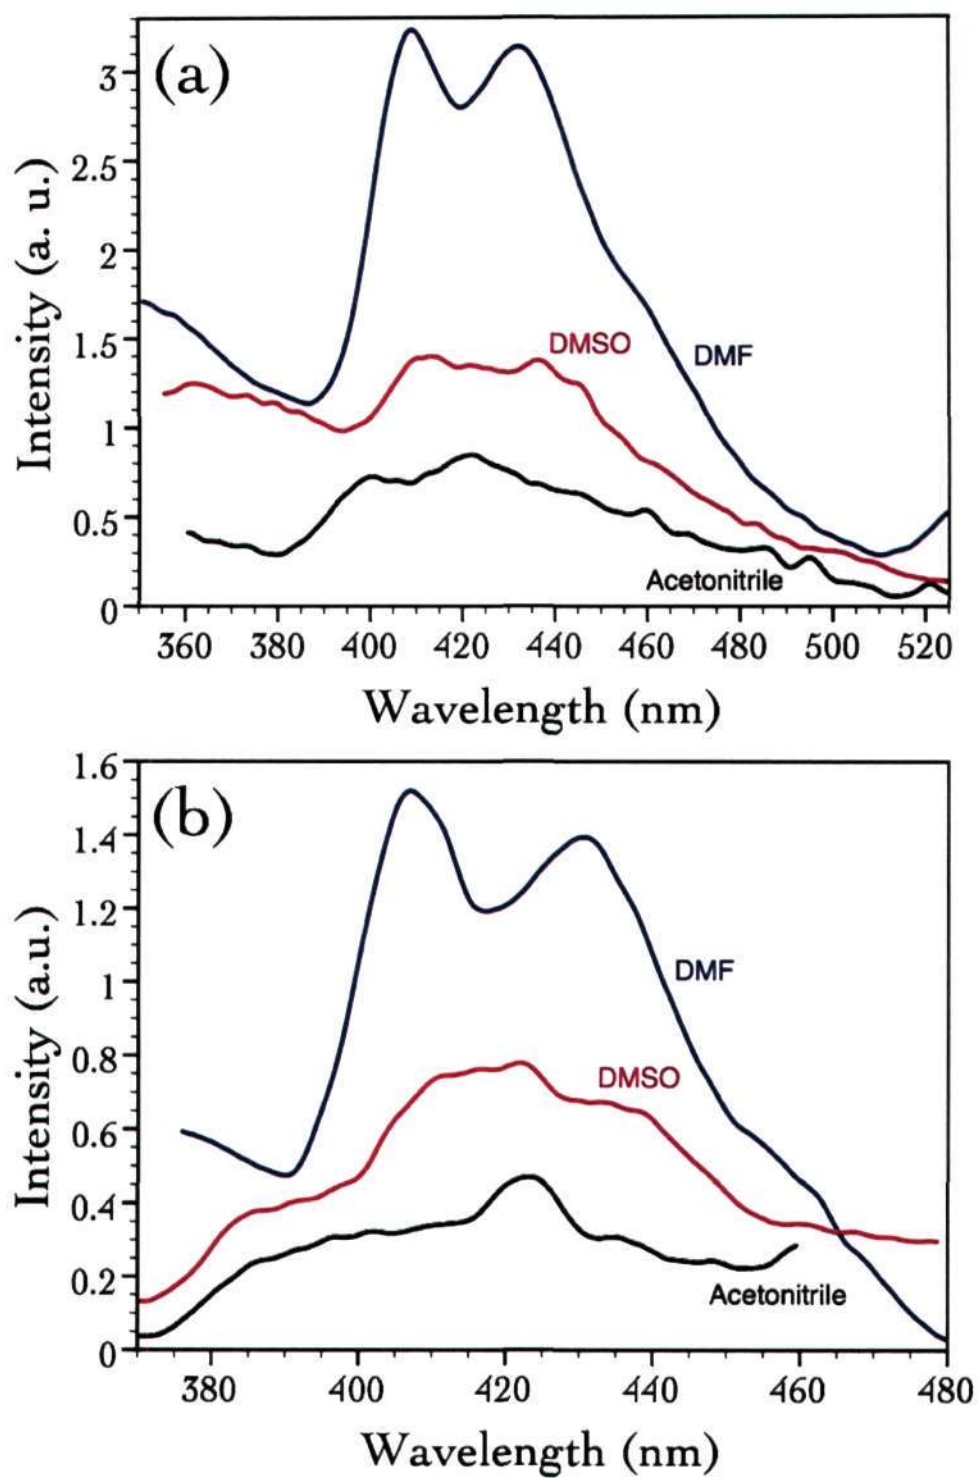 (a)
3
2.5
2
1.5
1
0.5
0
Intensity (a. u.)
DMSO
DMF
Acetonitrile
360 380 400 420 440 460 480 500 520
Wavelength (nm)
(b)
1.6
1.4
1.2
1
0.8
0.6
0.4
0.2
0
Intensity (a.u.)
DMF
DMSO
Acetonitrile
380 400 420 440 460 480
Wavelength (nm)